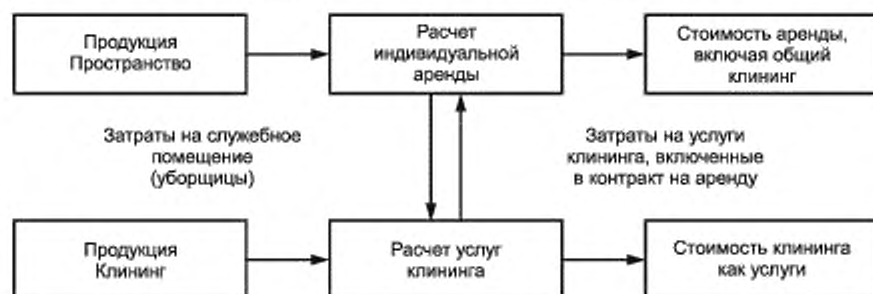 Продукция
Пространство
Расчет
индивидуальной
аренды
Стоимость аренды,
включая общий
клининг
Затраты на служебное
помещение
(уборщицы)
Затраты на услуги
клининга, включенные
в контракт на аренду
Продукция
Клининг
Расчет услуг
клининга
Стоимость клининга
как услуги